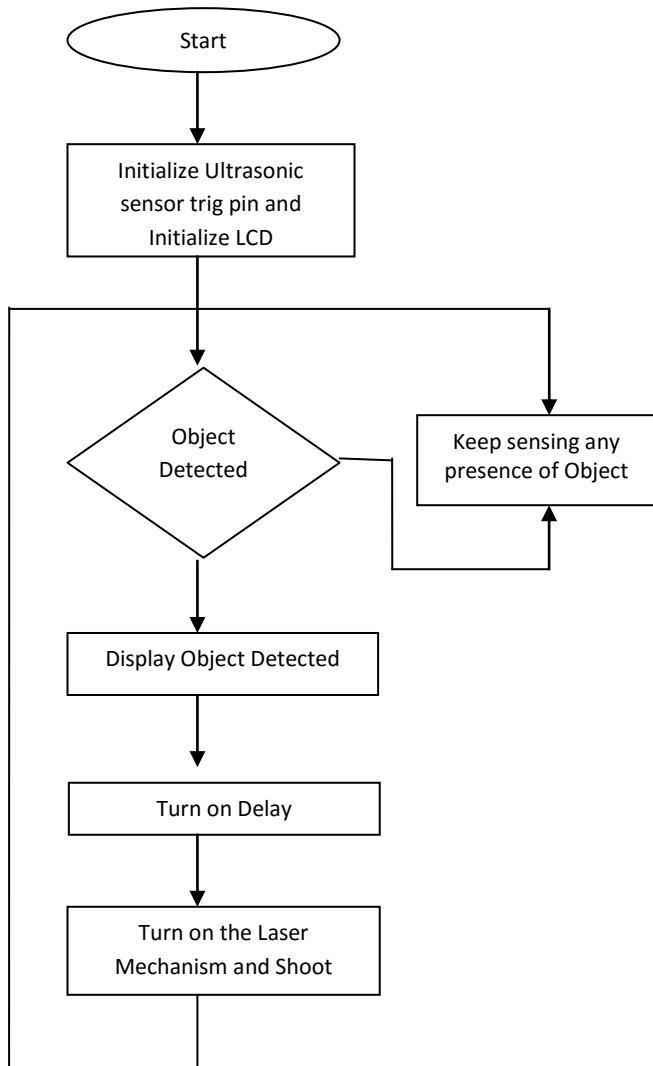 Start
Initialize Ultrasonic
sensor trig pin and
Initialize LCD
Object
Detected
Keep sensing any
presence of Object
Display Object Detected
Turn on Delay
Turn on the Laser
Mechanism and Shoot